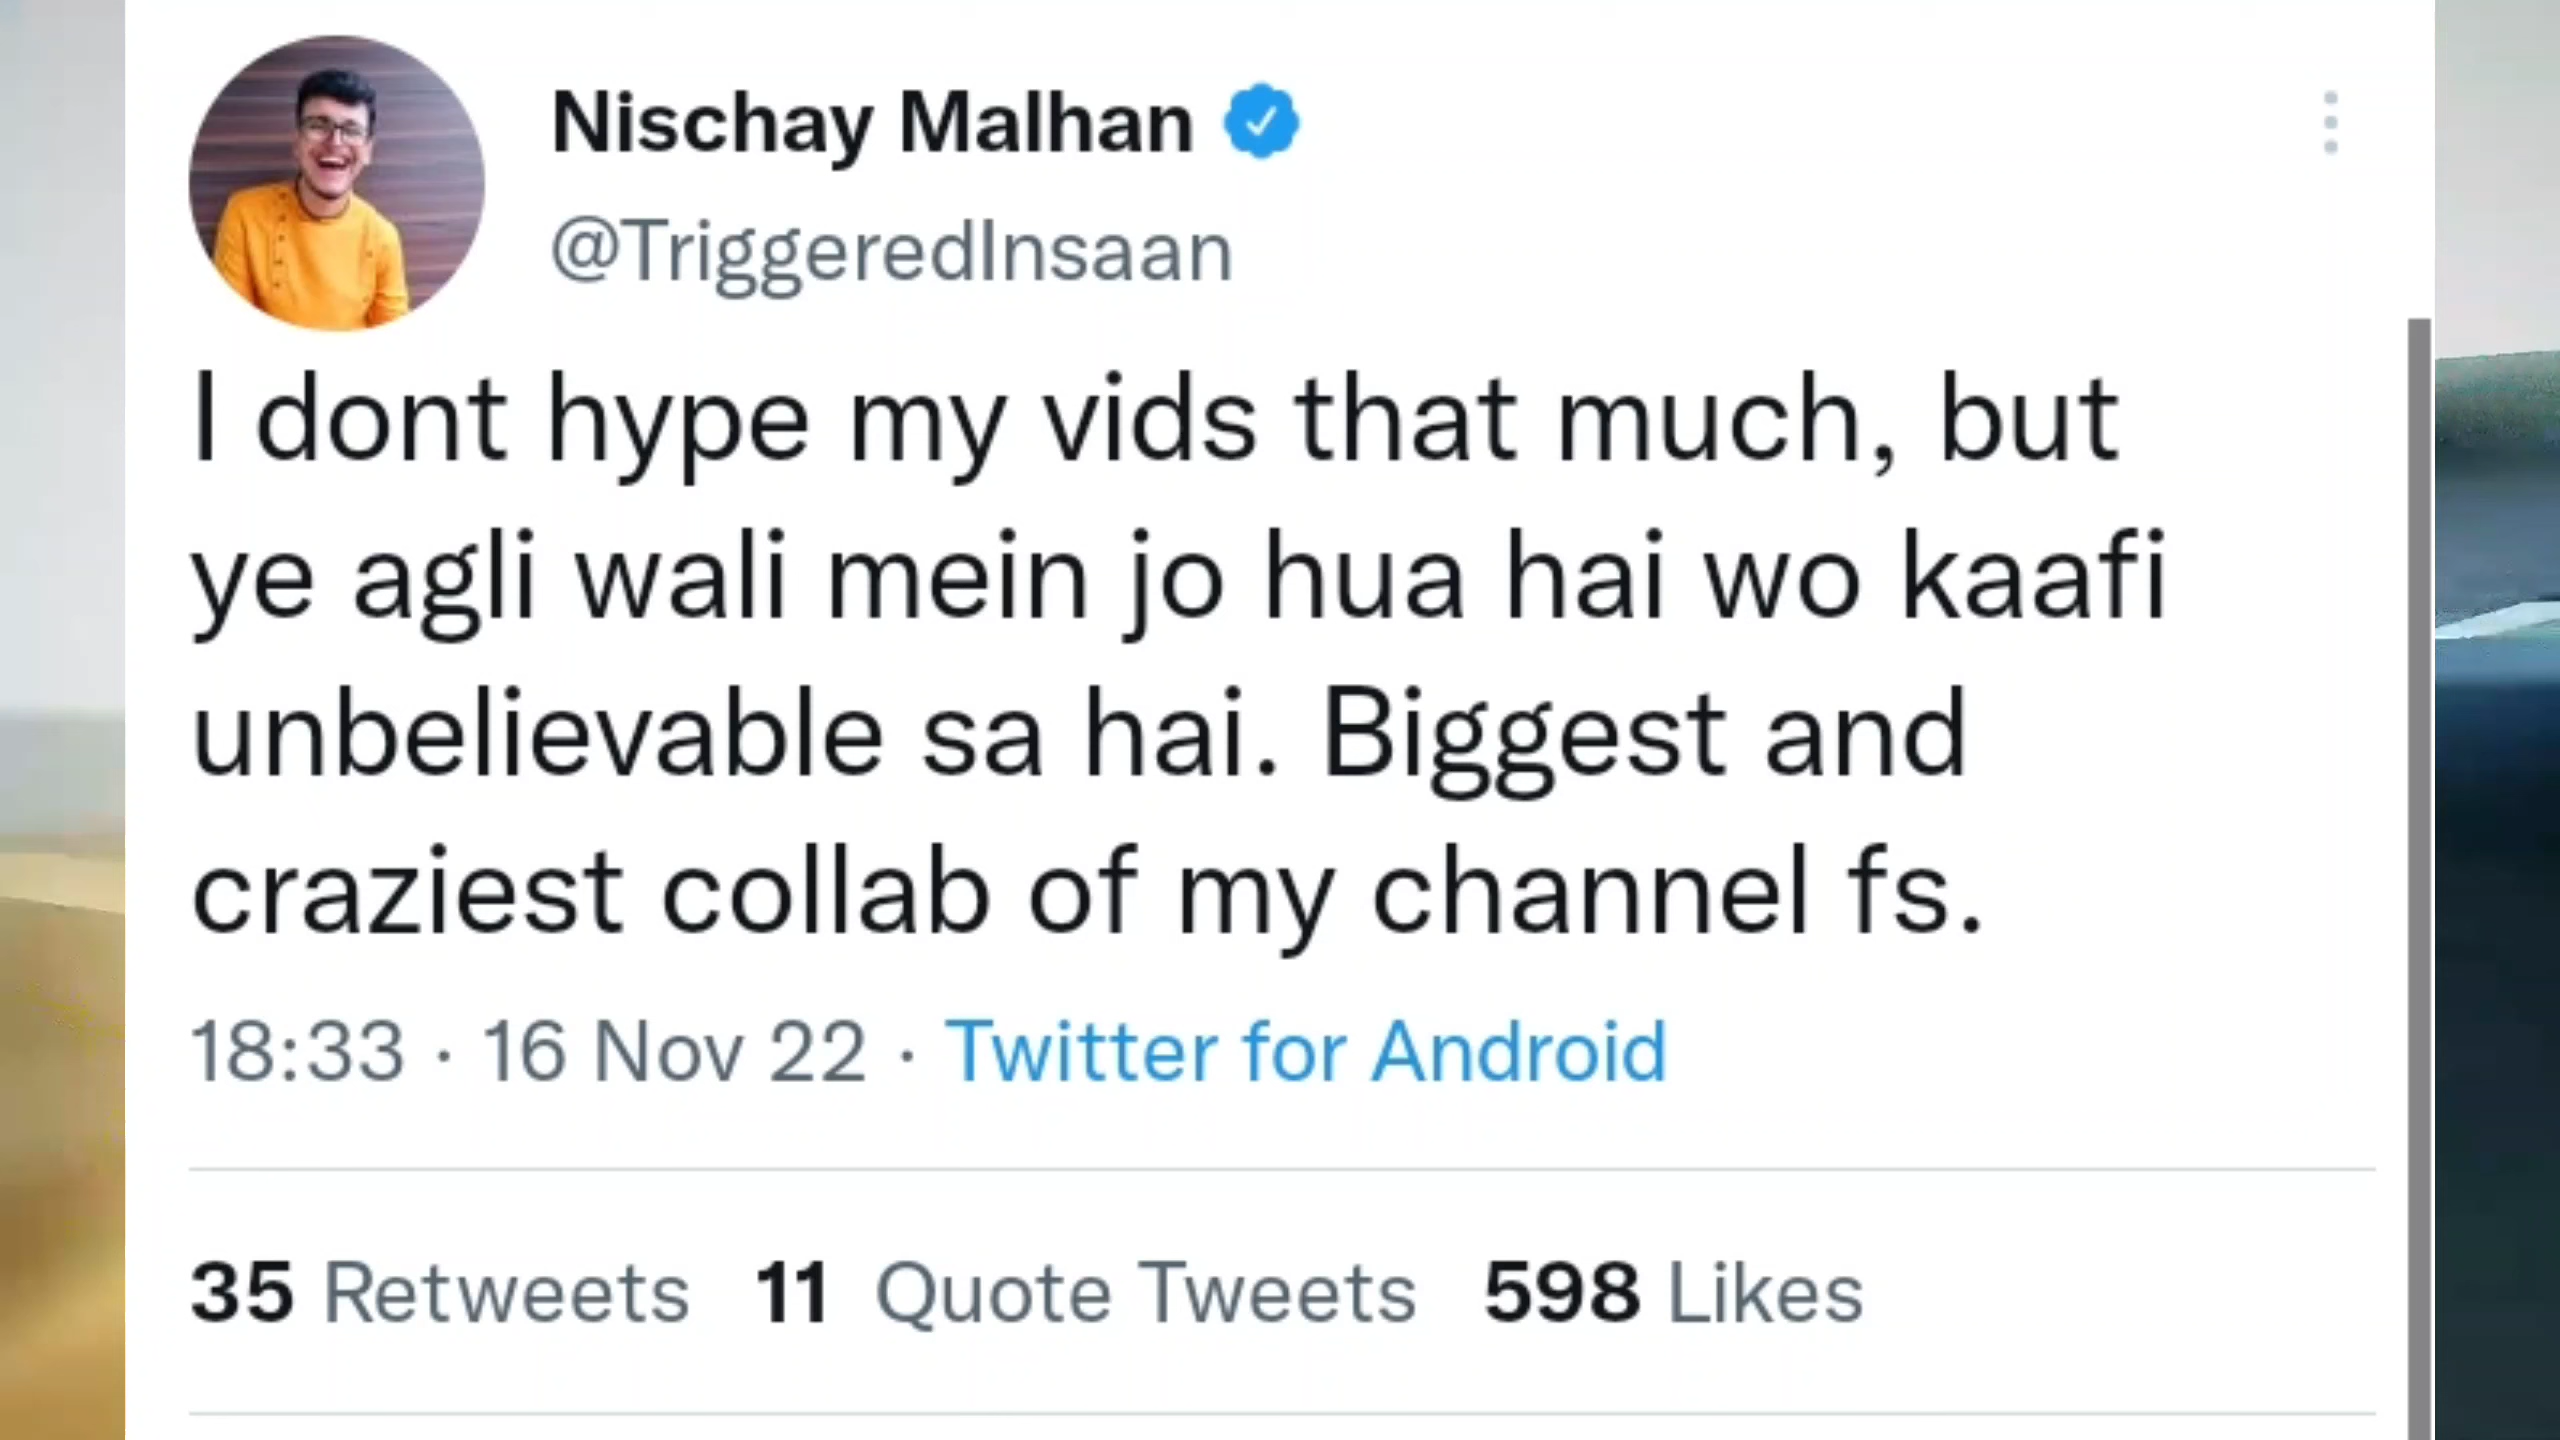 Nischay Malhan
@TriggeredInsaan
I dont hype my vids that much, but
ye agli wali mein jo hua hai wo kaafi
unbelievable sa hai. Biggest and
craziest collab of my channel fs.
18:33 · 16 Nov 22 · Twitter for Android
35 Retweets 11 Quote Tweets 598 Likes